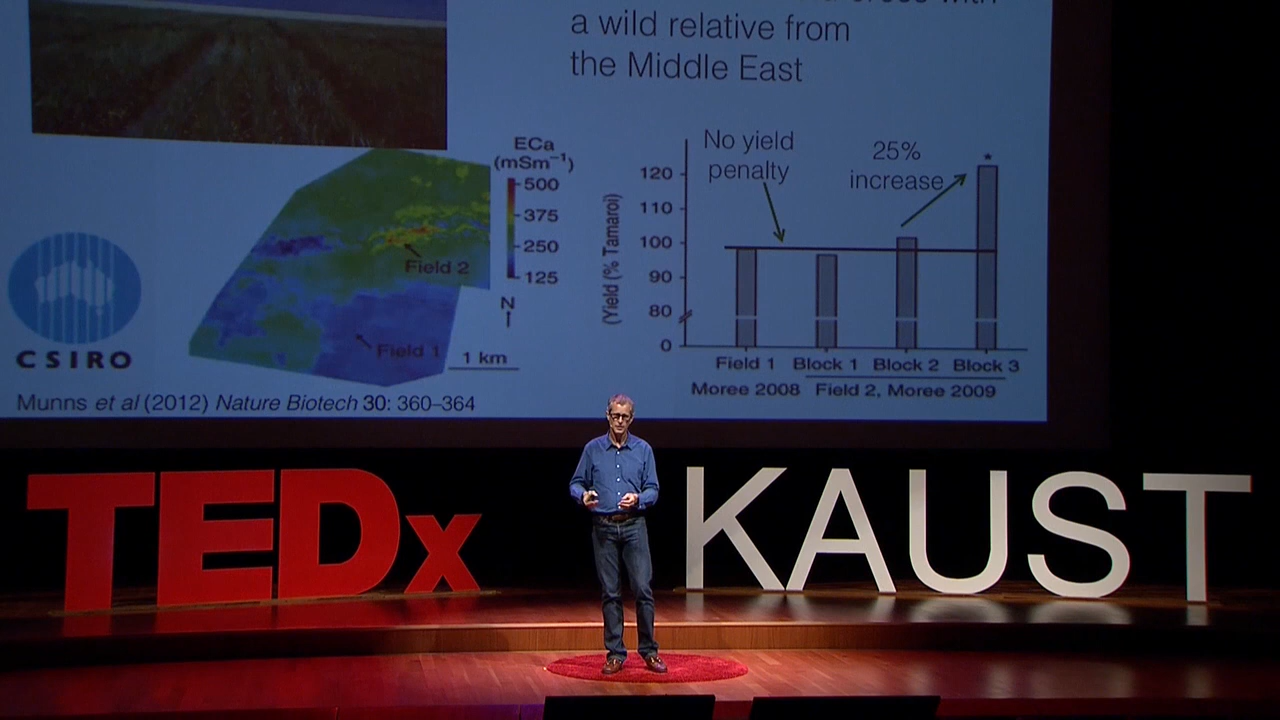 a wild relative from
the Middle East
ECa
(mSm⁻¹)
500
375
250
125
Field 2
Field 1
N
1 km
CSIRO
Munns et al (2012) Nature Biotech 30: 360–364
No yield
penalty
25%
increase
*
(Yield (% Tamaroi)
120
110
100
90
80
0
Field 1 Block 1 Block 2 Block 3
Moree 2008 Field 2, Moree 2009
TEDx KAUST